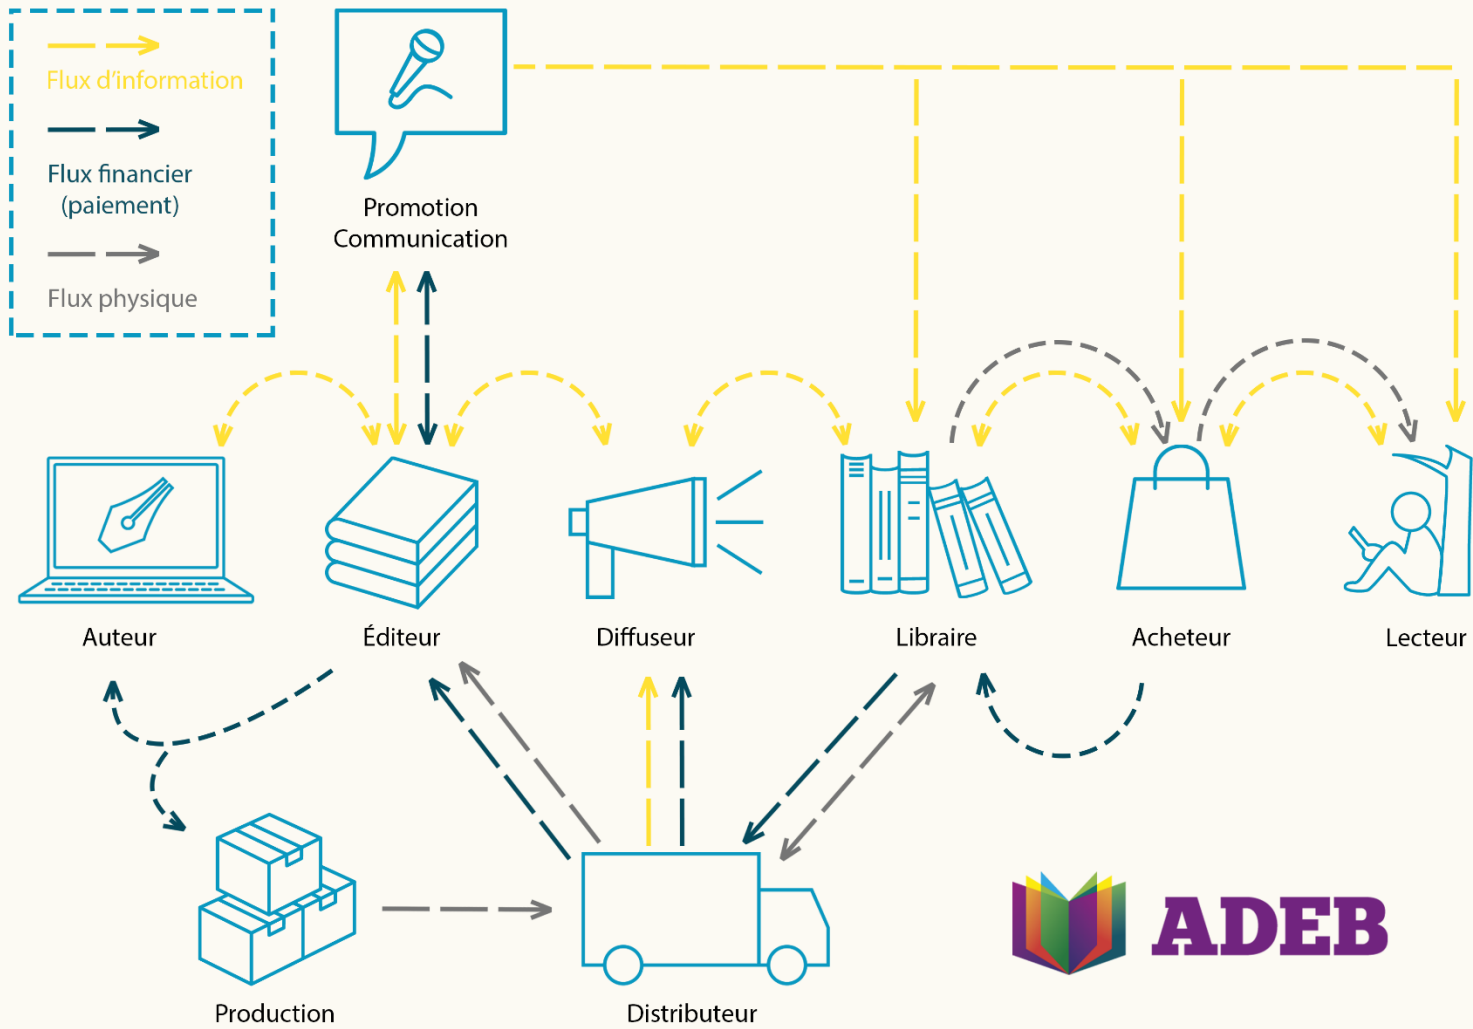 Flux d'information
Flux financier
(paiement)
Flux physique
Promotion
Communication
Auteur
Éditeur
Diffuseur
Libraire
Acheteur
Lecteur
Production
Distributeur
ADEB